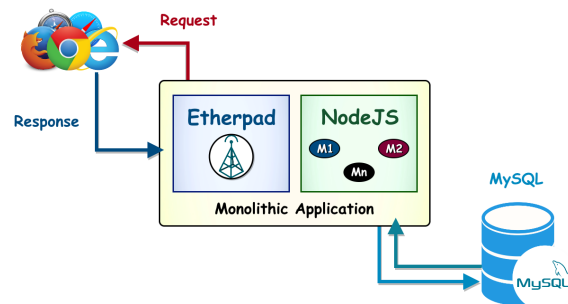 Request
Response
Etherpad
NodeJS
M1
M2
Mn
Monolithic Application
MySQL
MySQL